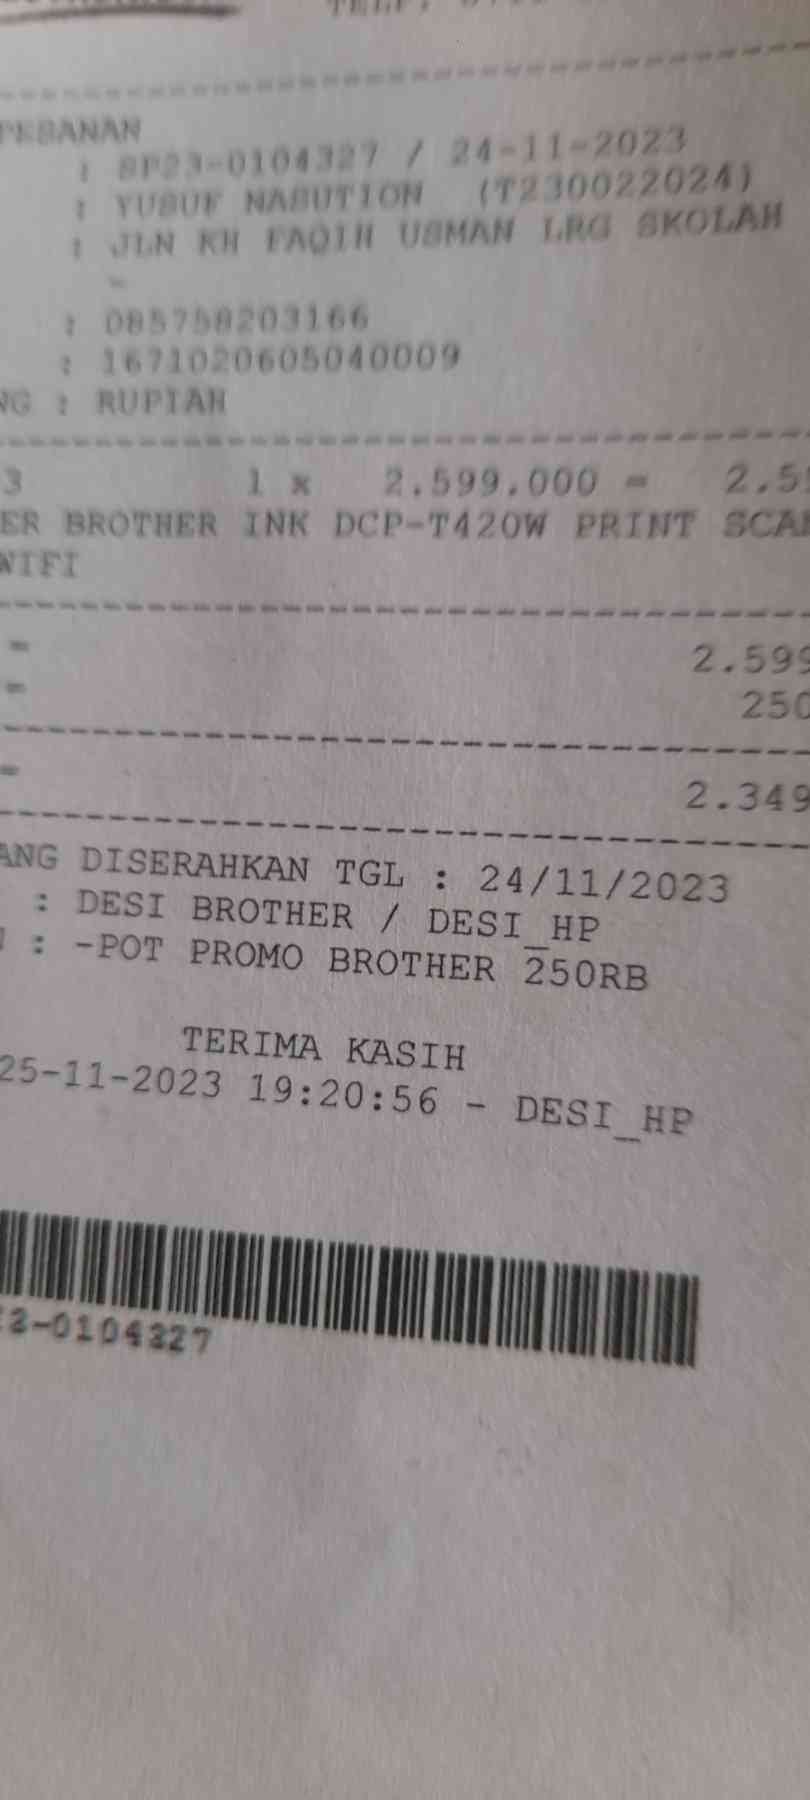 TELP.
PESANAN
: SP23-0104327 / 24-11-2023
: YUSUF NASUTION (T230022024)
: JLN KH FAQIH USMAN LRG SKOLAH
-
: 085758203166
: 1671020605040009
NG : RUPIAH
3 1 x 2.599.000 = 2.5
ER BROTHER INK DCP-T420W PRINT SCAN
WIFI
= 2.599
= 250
= 2.349
ANG DISERAHKAN TGL : 24/11/2023
: DESI BROTHER / DESI_HP
N : -POT PROMO BROTHER 250RB
TERIMA KASIH
25-11-2023 19:20:56 - DESI_HP
-0104327